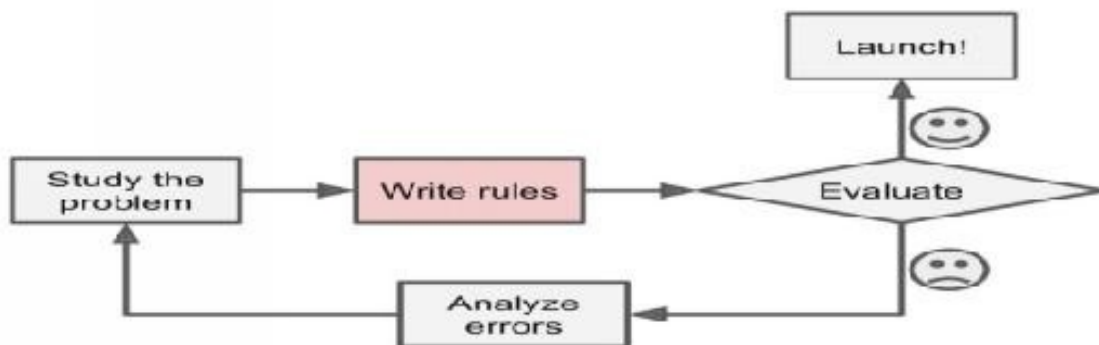 Launch!
Study the
problem
Write rules
Evaluate
Analyze
errors